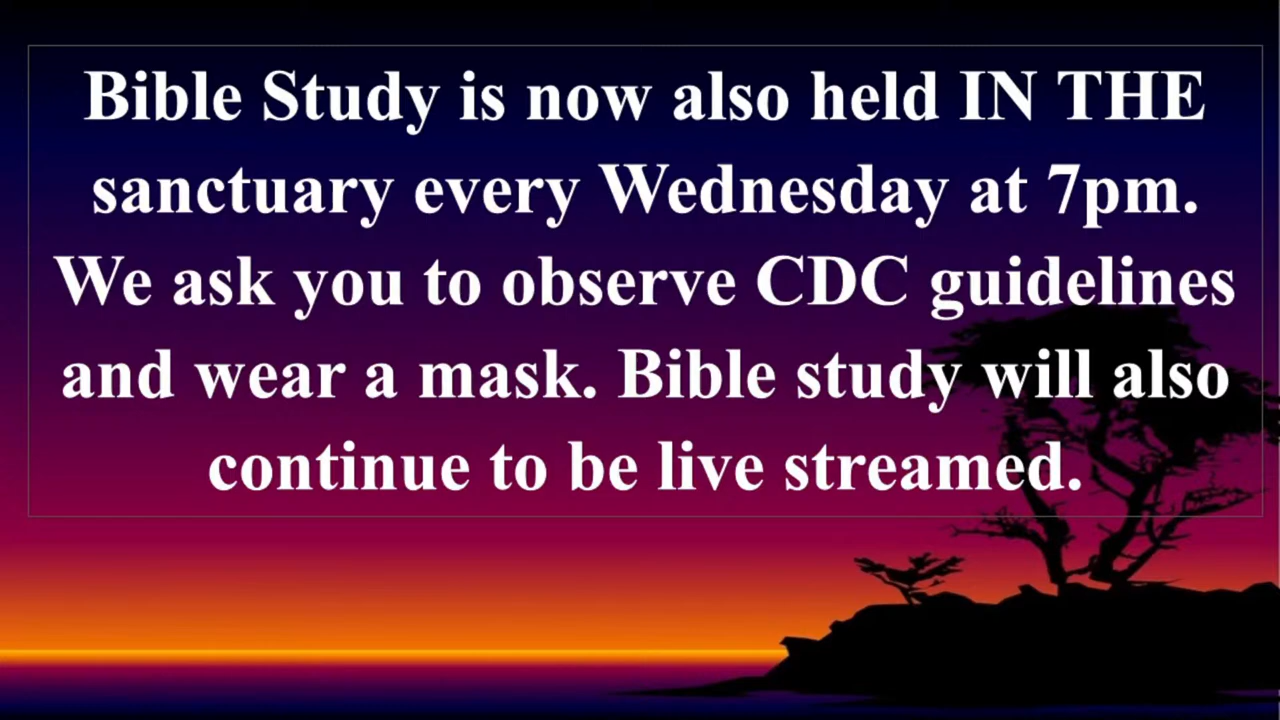 Bible Study is now also held IN THE
sanctuary every Wednesday at 7pm.
We ask you to observe CDC guidelines
and wear a mask. Bible study will also
continue to be live streamed.